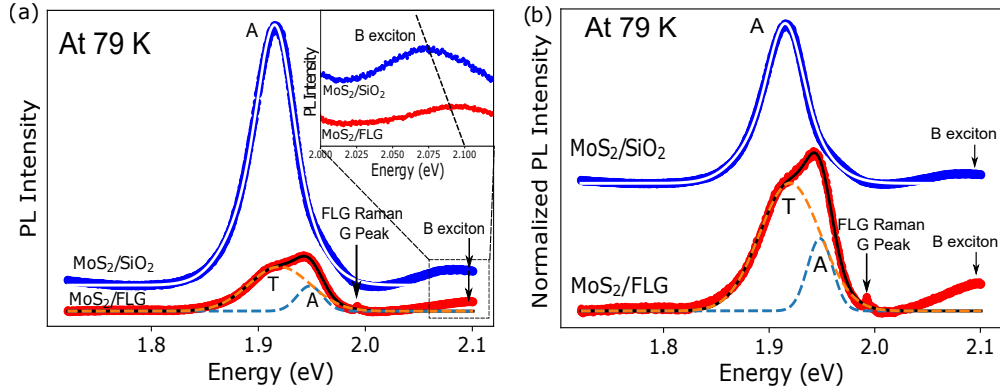 (a)
At 79 K
A
B exciton
MoS₂/SiO₂
MoS₂/FLG
PL Intensity
2.000 2.025 2.050 2.075 2.100
Energy (eV)
FLG Raman
G Peak
B exciton
MoS₂/SiO₂
MoS₂/FLG
T
A
PL Intensity
1.8 1.9 2.0 2.1
Energy (eV)
(b)
At 79 K
A
B exciton
MoS₂/SiO₂
T
FLG Raman
G Peak
A
B exciton
MoS₂/FLG
Normalized PL Intensity
1.8 1.9 2.0 2.1
Energy (eV)